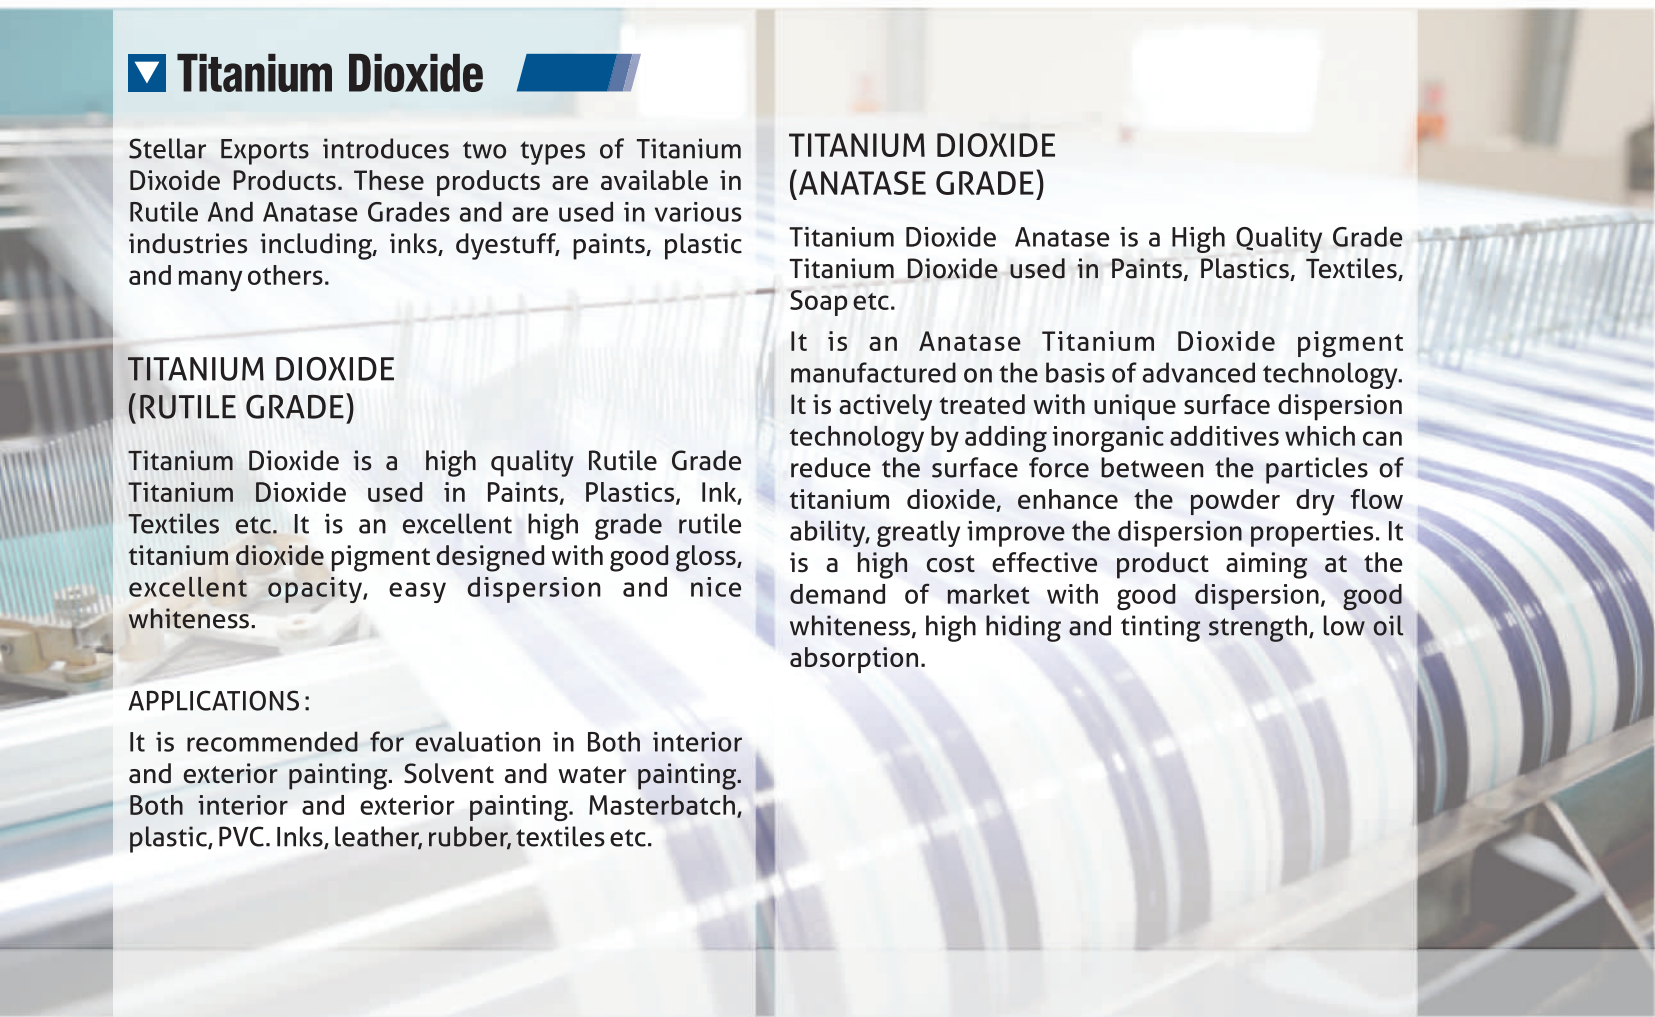 Titanium Dioxide
Stellar Exports introduces two types of Titanium
Dixoide Products. These products are available in
Rutile And Anatase Grades and are used in various
industries including, inks, dyestuff, paints, plastic
and many others.
TITANIUM DIOXIDE
(RUTILE GRADE)
Titanium Dioxide is a high quality Rutile Grade
Titanium Dioxide used in Paints, Plastics, Ink,
Textiles etc. It is an excellent high grade rutile
titanium dioxide pigment designed with good gloss,
excellent opacity, easy dispersion and nice
whiteness.
APPLICATIONS :
It is recommended for evaluation in Both interior
and exterior painting. Solvent and water painting.
Both interior and exterior painting. Masterbatch,
plastic, PVC. Inks, leather, rubber, textiles etc.
TITANIUM DIOXIDE
(ANATASE GRADE)
Titanium Dioxide Anatase is a High Quality Grade
Titanium Dioxide used in Paints, Plastics, Textiles,
Soap etc.
It is an Anatase Titanium Dioxide pigment
manufactured on the basis of advanced technology.
It is actively treated with unique surface dispersion
technology by adding inorganic additives which can
reduce the surface force between the particles of
titanium dioxide, enhance the powder dry flow
ability, greatly improve the dispersion properties. It
is a high cost effective product aiming at the
demand of market with good dispersion, good
whiteness, high hiding and tinting strength, low oil
absorption.